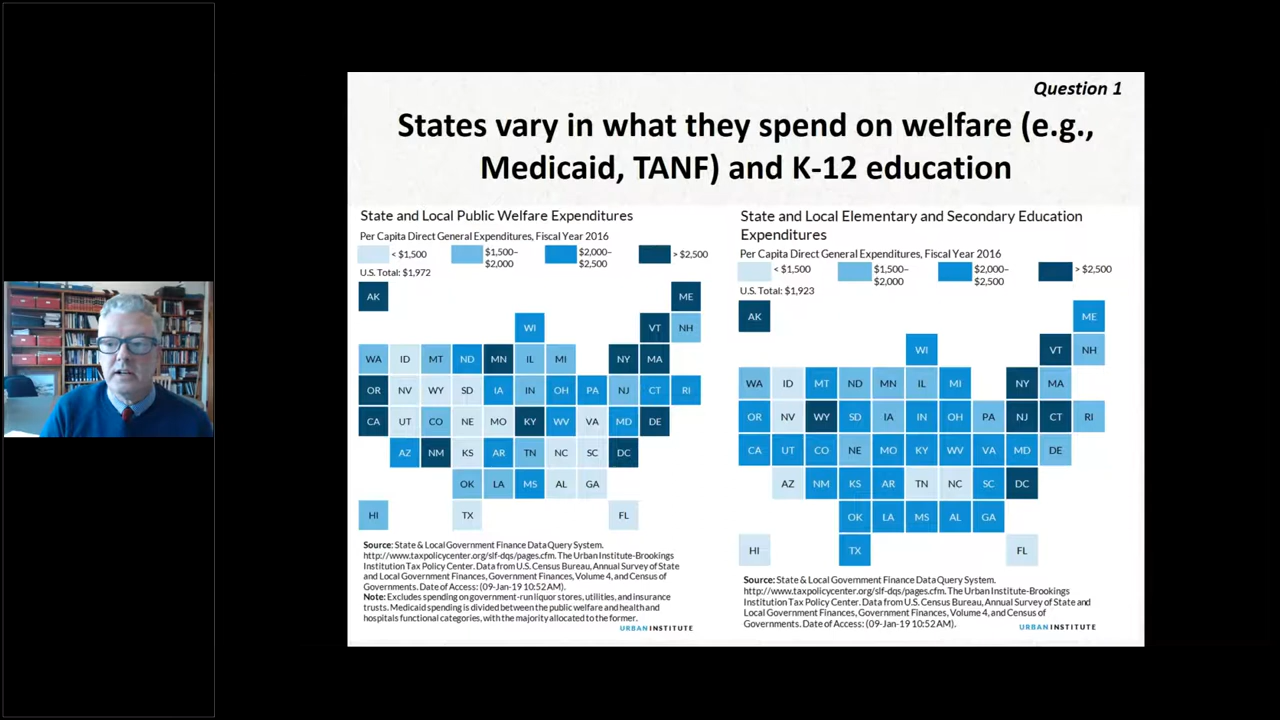 Question 1
States vary in what they spend on welfare (e.g.,
Medicaid, TANF) and K-12 education
State and Local Public Welfare Expenditures
Per Capita Direct General Expenditures, Fiscal Year 2016
< $1,500
$1,500–
$2,000
$2,000–
$2,500
> $2,500
U.S. Total: $1,972
AK ME
WI VT NH
WA ID MT ND MN IL MI NY MA
OR NV WY SD IA IN OH PA NJ CT RI
CA UT CO NE MO KY WV VA MD DE
AZ NM KS AR TN NC SC DC
OK LA MS AL GA
HI TX FL
Source: State & Local Government Finance Data Query System.
http://www.taxpolicycenter.org/slf-dqs/pages.cfm. The Urban Institute-Brookings
Institution Tax Policy Center. Data from U.S. Census Bureau, Annual Survey of State
and Local Government Finances, Government Finances, Volume 4, and Census of
Governments. Date of Access: (09-Jan-19 10:52 AM).
Note: Excludes spending on government-run liquor stores, utilities, and insurance
trusts. Medicaid spending is divided between the public welfare and health and
hospitals functional categories, with the majority allocated to the former.
URBAN INSTITUTE
State and Local Elementary and Secondary Education
Expenditures
Per Capita Direct General Expenditures, Fiscal Year 2016
< $1,500
$1,500–
$2,000
$2,000–
$2,500
> $2,500
U.S. Total: $1,923
AK ME
WI VT NH
WA ID MT ND MN IL MI NY MA
OR NV WY SD IA IN OH PA NJ CT RI
CA UT CO NE MO KY WV VA MD DE
AZ NM KS AR TN NC SC DC
OK LA MS AL GA
HI TX FL
Source: State & Local Government Finance Data Query System.
http://www.taxpolicycenter.org/slf-dqs/pages.cfm. The Urban Institute-Brookings
Institution Tax Policy Center. Data from U.S. Census Bureau, Annual Survey of State and
Local Government Finances, Government Finances, Volume 4, and Census of
Governments. Date of Access: (09-Jan-19 10:52 AM).
URBAN INSTITUTE